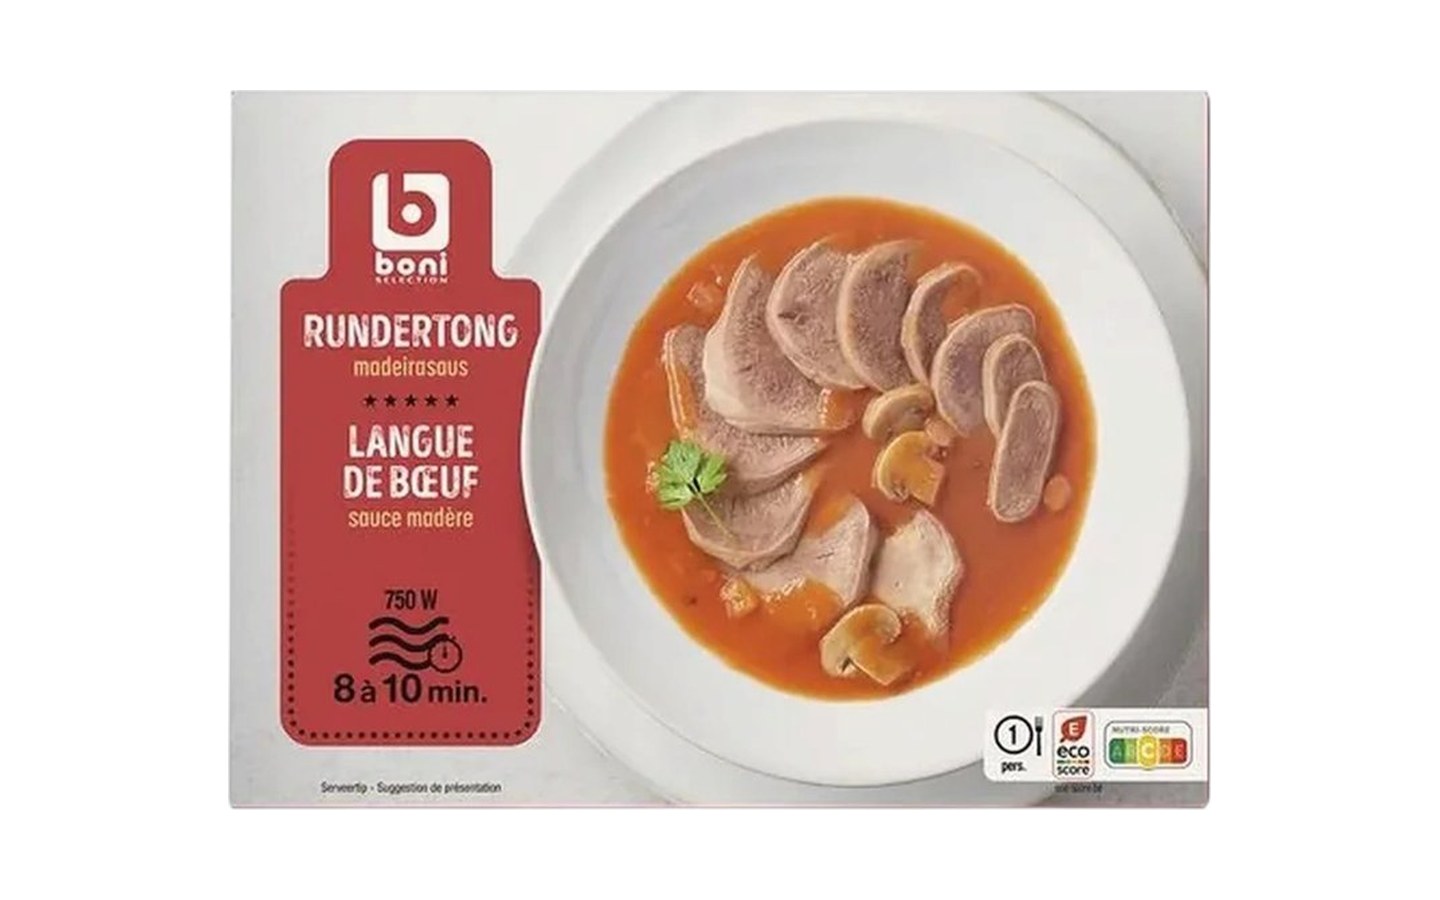 b
boni
SELECTION
RUNDERTONG
madeirasaus
LANGUE
DE BŒUF
sauce madère
750 W
8 à 10 min.
Serveertip - Suggestion de présentation
1
pers.
E
eco
score
NUTRI-SCORE
A B C D E